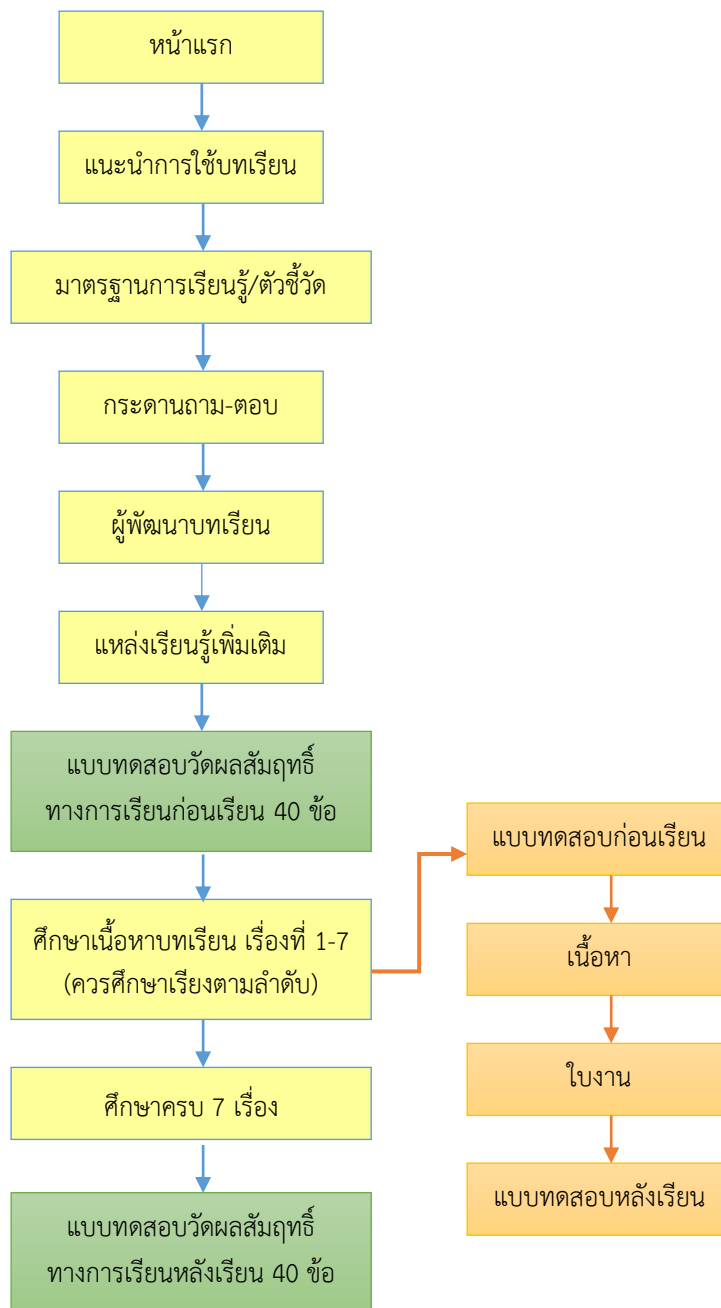 หน้าแรก
แนะนำการใช้บทเรียน
มาตรฐานการเรียนรู้/ตัวชี้วัด
กระดานถาม-ตอบ
ผู้พัฒนาบทเรียน
แหล่งเรียนรู้เพิ่มเติม
แบบทดสอบวัดผลสัมฤทธิ์
ทางการเรียนก่อนเรียน 40 ข้อ
ศึกษาเนื้อหาบทเรียน เรื่องที่ 1-7
(ควรศึกษาเรียงตามลำดับ)
ศึกษาครบ 7 เรื่อง
แบบทดสอบวัดผลสัมฤทธิ์
ทางการเรียนหลังเรียน 40 ข้อ
แบบทดสอบก่อนเรียน
เนื้อหา
ใบงาน
แบบทดสอบหลังเรียน